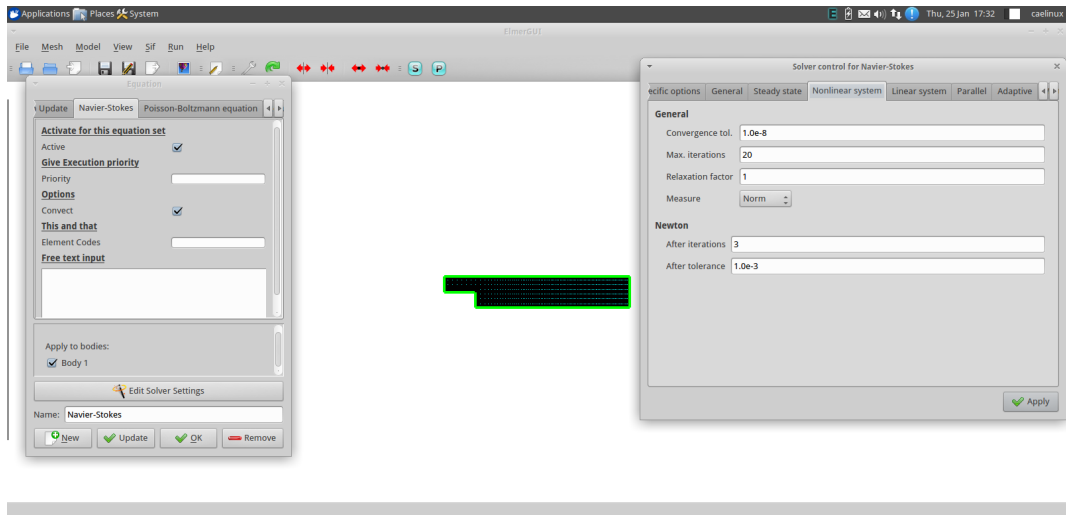 Applications Places System Thu, 25 Jan 17:32 caelinux
ElmerGUI
File Mesh Model View Sif Run Help
S P
Equation
Update Navier-Stokes Poisson-Boltzmann equation
Activate for this equation set
Active
Give Execution priority
Priority
Options
Convect
This and that
Element Codes
Free text input
Apply to bodies:
Body 1
Edit Solver Settings
Name: Navier-Stokes
New Update OK Remove
Solver control for Navier-Stokes
ecific options General Steady state Nonlinear system Linear system Parallel Adaptive
General
Convergence tol. 1.0e-8
Max. iterations 20
Relaxation factor 1
Measure Norm
Newton
After iterations 3
After tolerance 1.0e-3
Apply